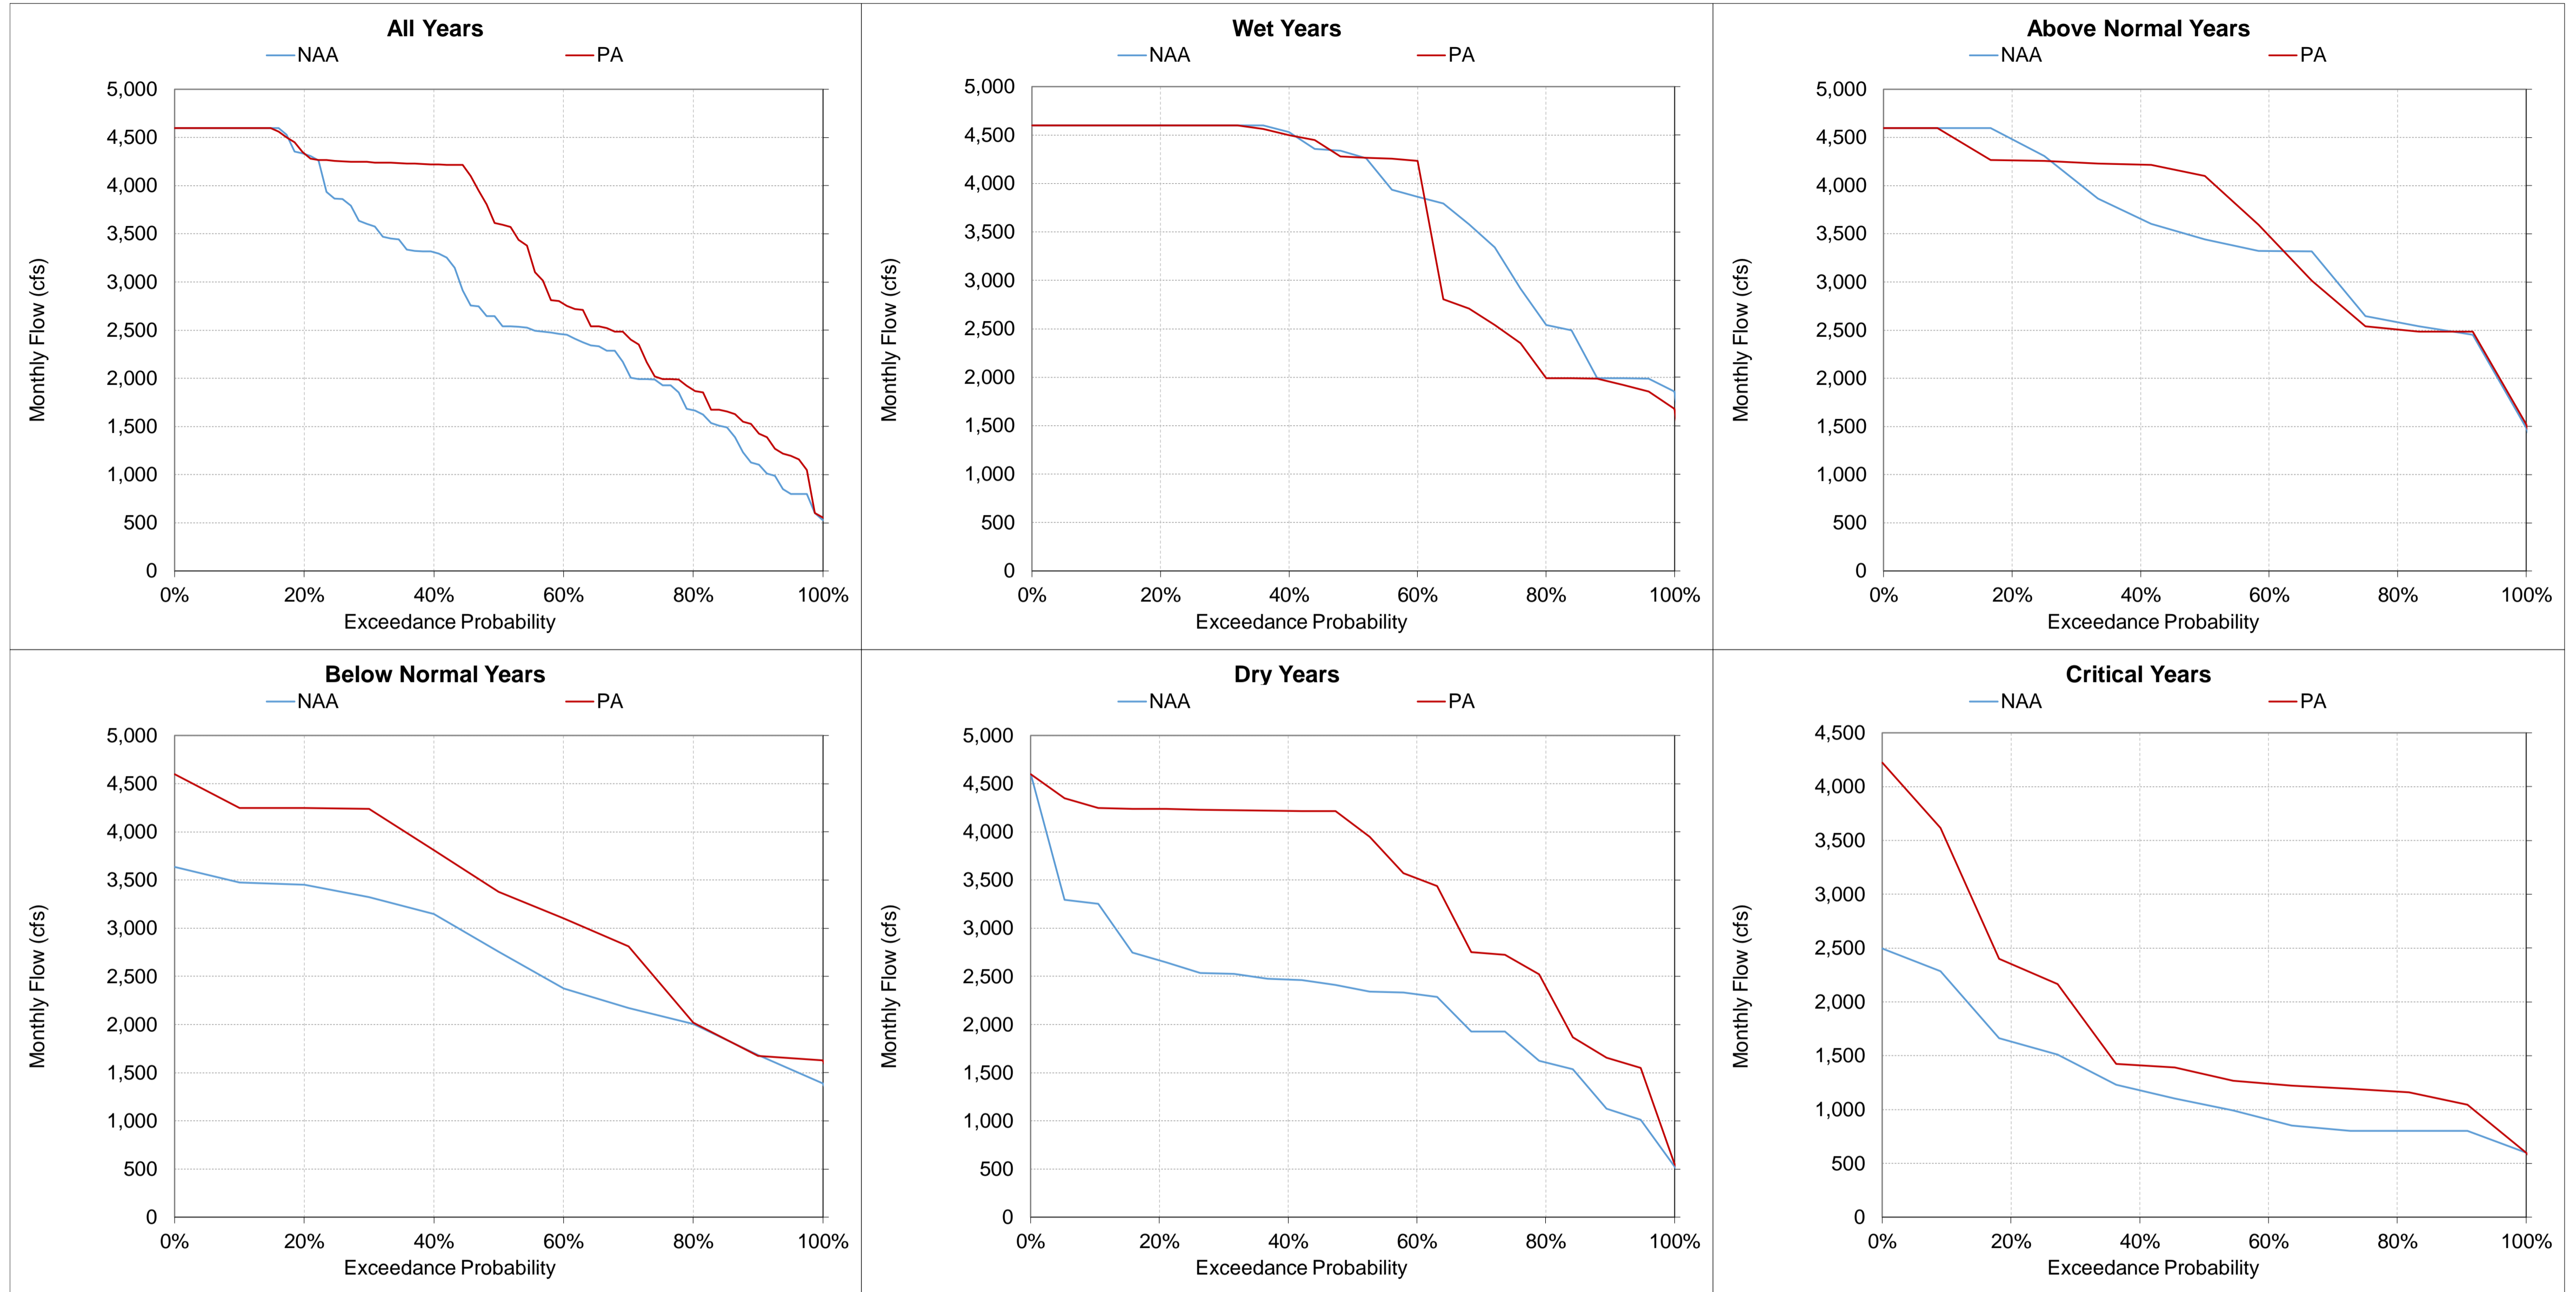 All Years
NAA PA
5,000
4,500
4,000
3,500
3,000
2,500
2,000
1,500
1,000
500
0
0% 20% 40% 60% 80% 100%
Exceedance Probability
Monthly Flow (cfs)
Wet Years
NAA PA
5,000
4,500
4,000
3,500
3,000
2,500
2,000
1,500
1,000
500
0
0% 20% 40% 60% 80% 100%
Exceedance Probability
Monthly Flow (cfs)
Above Normal Years
NAA PA
5,000
4,500
4,000
3,500
3,000
2,500
2,000
1,500
1,000
500
0
0% 20% 40% 60% 80% 100%
Exceedance Probability
Monthly Flow (cfs)
Below Normal Years
NAA PA
5,000
4,500
4,000
3,500
3,000
2,500
2,000
1,500
1,000
500
0
0% 20% 40% 60% 80% 100%
Exceedance Probability
Monthly Flow (cfs)
Dry Years
NAA PA
5,000
4,500
4,000
3,500
3,000
2,500
2,000
1,500
1,000
500
0
0% 20% 40% 60% 80% 100%
Exceedance Probability
Monthly Flow (cfs)
Critical Years
NAA PA
4,500
4,000
3,500
3,000
2,500
2,000
1,500
1,000
500
0
0% 20% 40% 60% 80% 100%
Exceedance Probability
Monthly Flow (cfs)